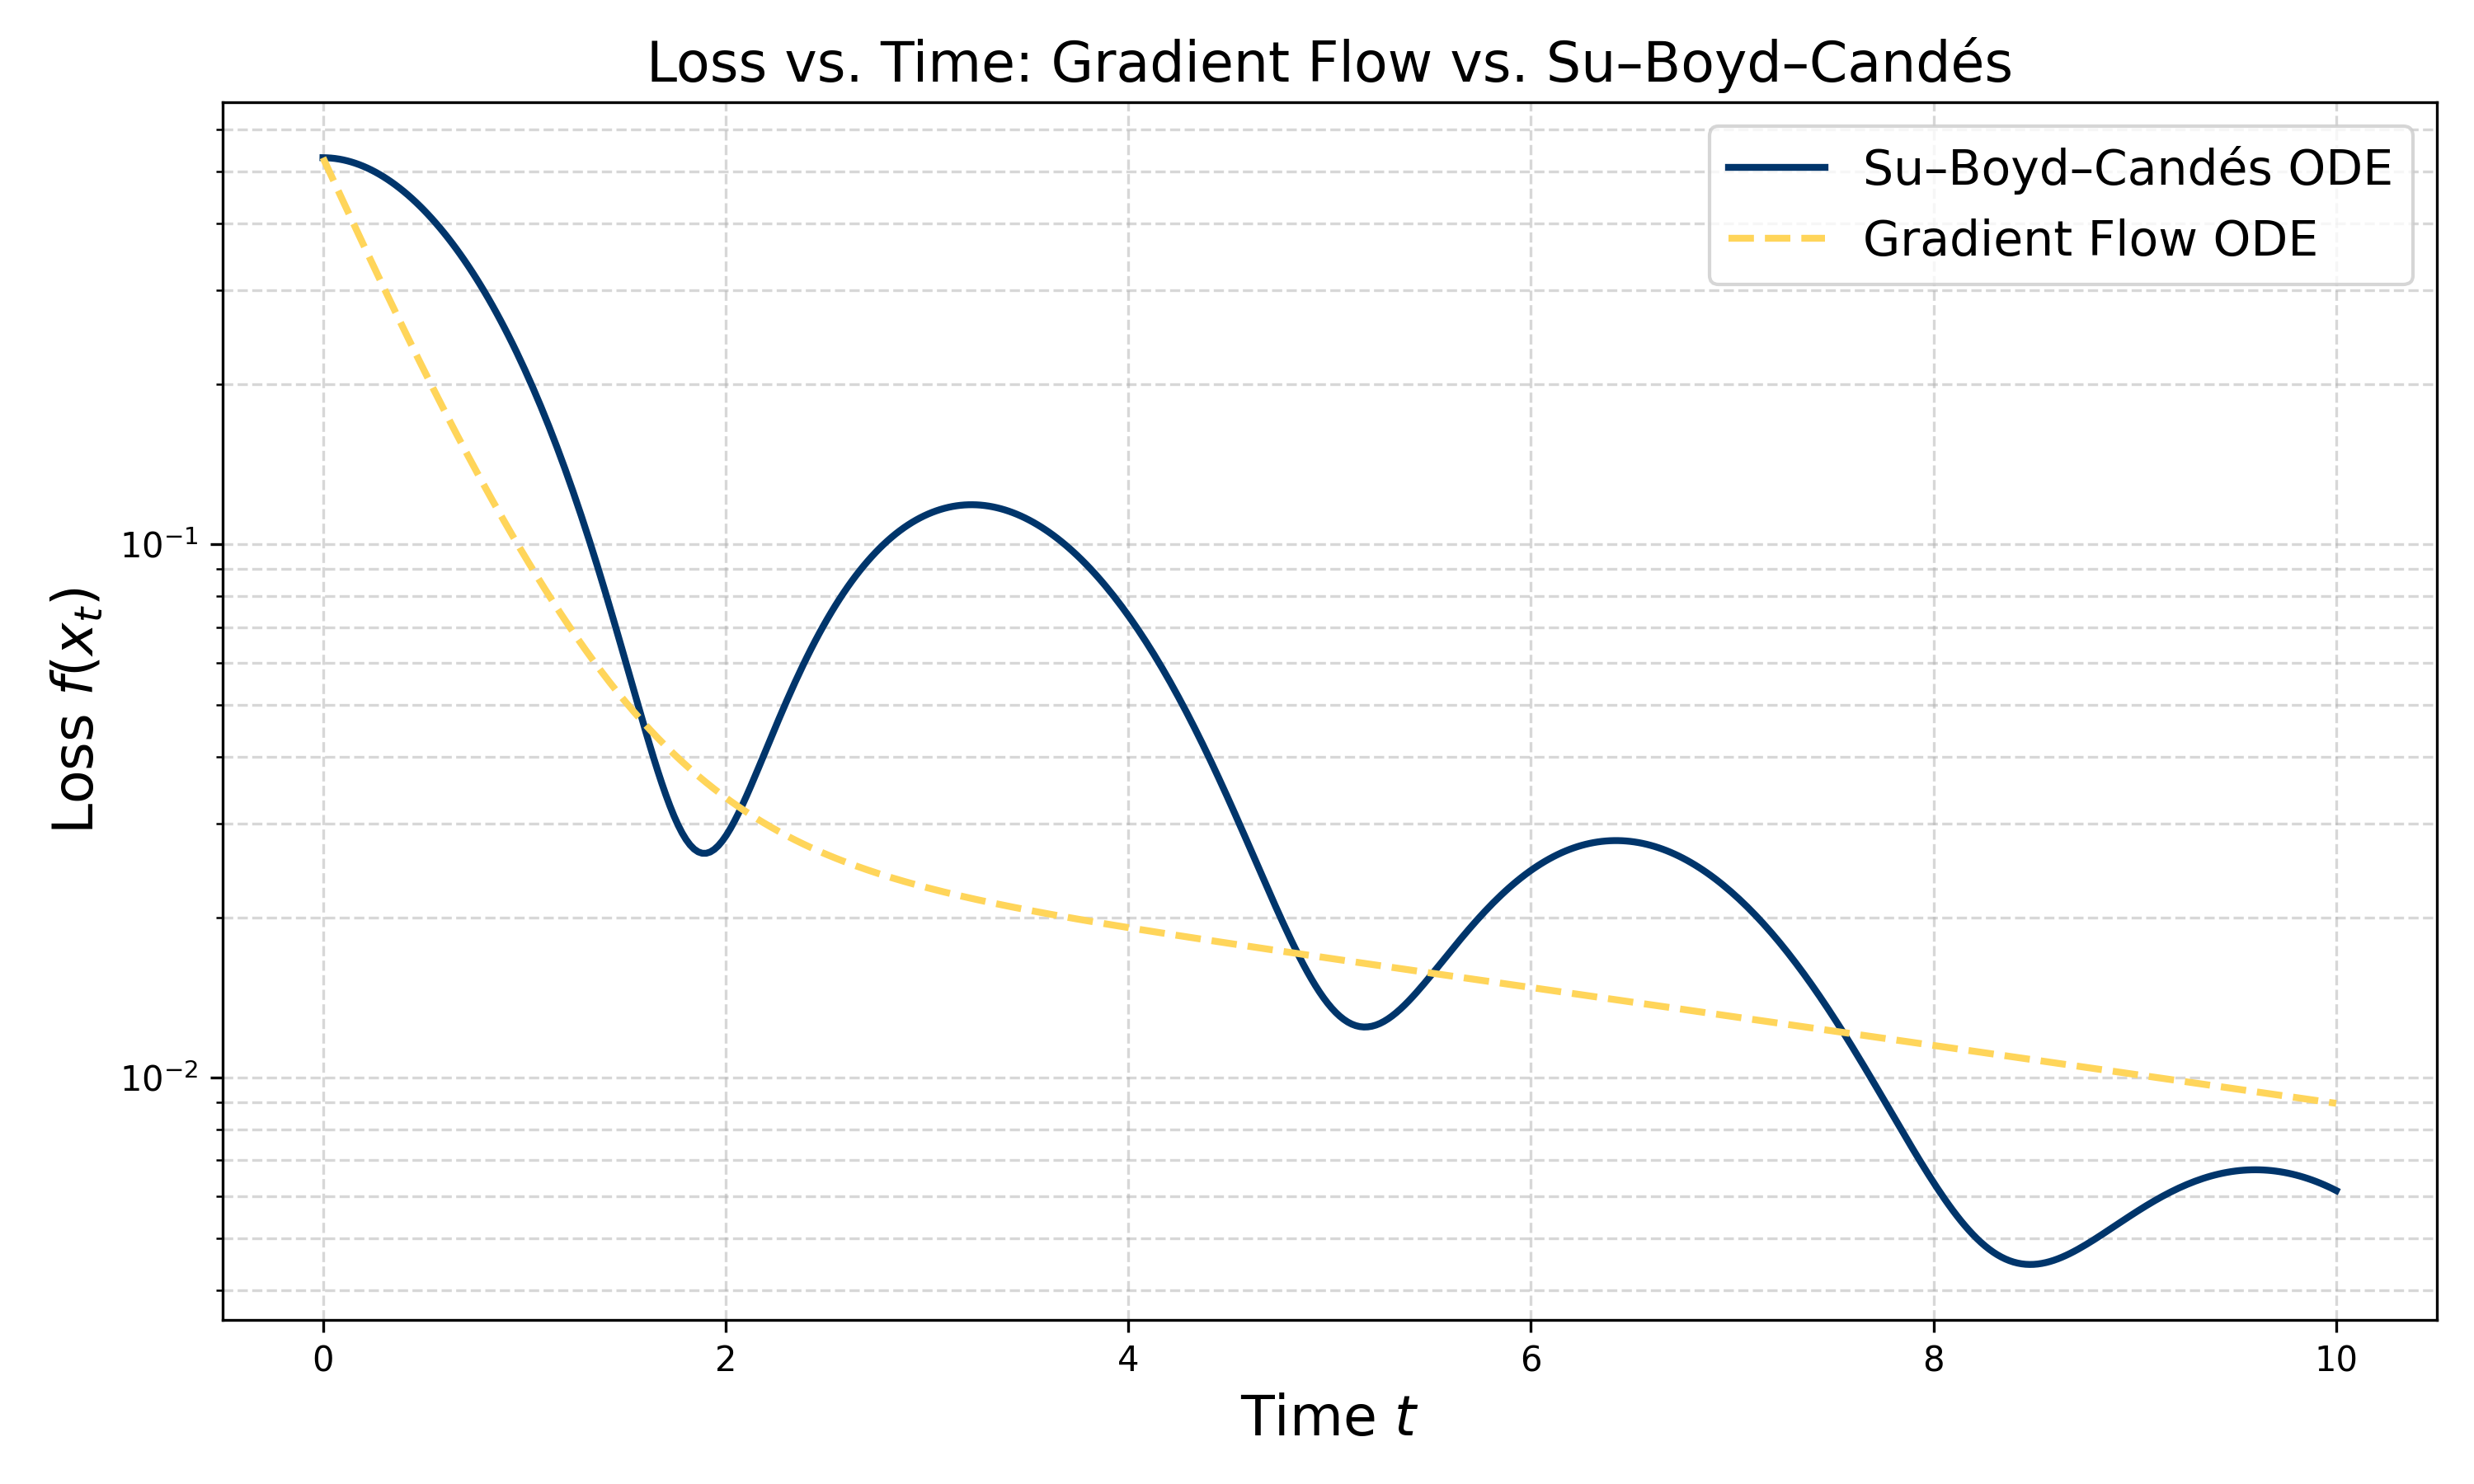 Loss vs. Time: Gradient Flow vs. Su–Boyd–Candés
Su–Boyd–Candés ODE
Gradient Flow ODE
Loss f(xₜ)
10⁻¹
10⁻²
0 2 4 6 8 10
Time t